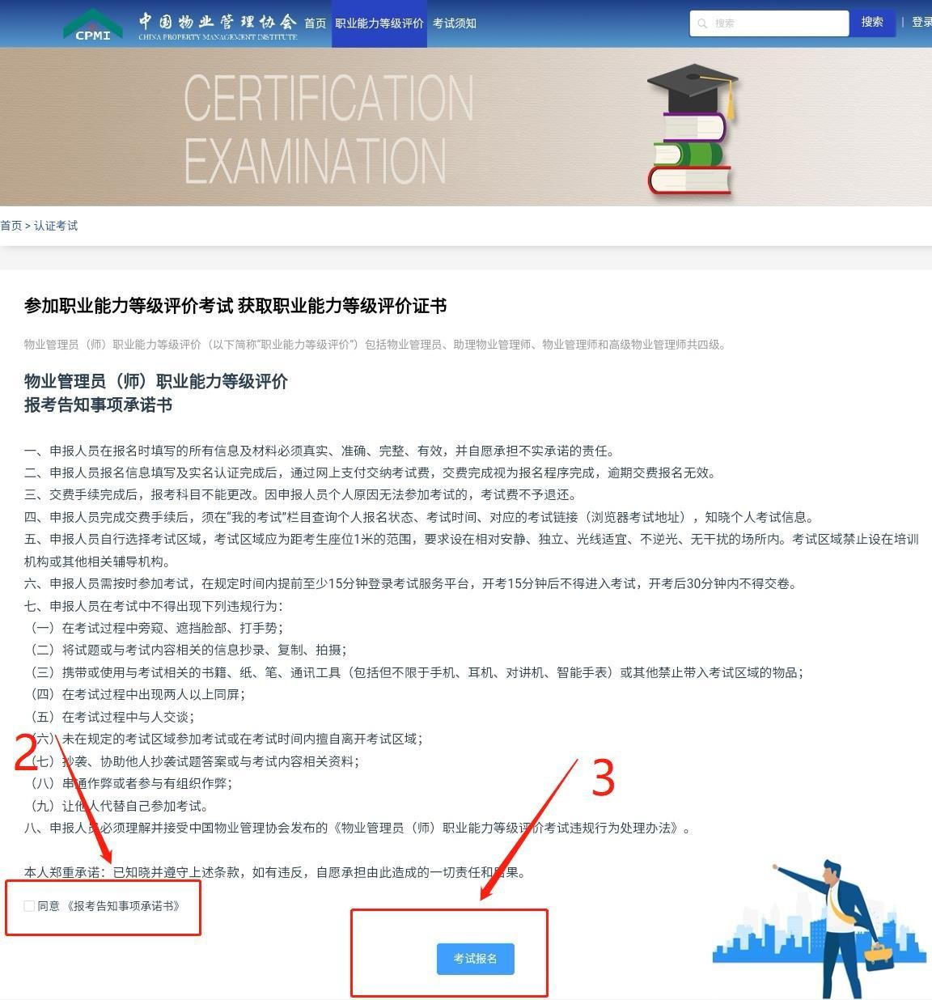 CPMI
中国物业管理协会
CHINA PROPERTY MANAGEMENT INSTITUTE
首页 职业能力等级评价 考试须知
搜索 搜索 | 登录
CERTIFICATION
EXAMINATION
首页 > 认证考试
参加职业能力等级评价考试 获取职业能力等级评价证书
物业管理员（师）职业能力等级评价（以下简称“职业能力等级评价”）包括物业管理员、助理物业管理师、物业管理师和高级物业管理师共四级。
物业管理员（师）职业能力等级评价
报考告知事项承诺书
一、申报人员在报名时填写的所有信息及材料必须真实、准确、完整、有效，并自愿承担不实承诺的责任。
二、申报人员报名信息填写及实名认证完成后，通过网上支付交纳考试费，交费完成视为报名程序完成，逾期交费报名无效。
三、交费手续完成后，报考科目不能更改。因申报人员个人原因无法参加考试的，考试费不予退还。
四、申报人员完成交费手续后，须在“我的考试”栏目查询个人报名状态、考试时间、对应的考试链接（浏览器考试地址），知晓个人考试信息。
五、申报人员自行选择考试区域，考试区域应为距考生座位1米的范围，要求设在相对安静、独立、光线适宜、不逆光、无干扰的场所内。考试区域禁止设在培训
机构或其他相关辅导机构。
六、申报人员需按时参加考试，在规定时间内提前至少15分钟登录考试服务平台，开考15分钟后不得进入考试，开考后30分钟内不得交卷。
七、申报人员在考试中不得出现下列违规行为：
（一）在考试过程中旁窥、遮挡脸部、打手势；
（二）将试题或与考试内容相关的信息抄录、复制、拍摄；
（三）携带或使用与考试相关的书籍、纸、笔、通讯工具（包括但不限于手机、耳机、对讲机、智能手表）或其他禁止带入考试区域的物品；
（四）在考试过程中出现两人以上同屏；
（五）在考试过程中与人交谈；
（六）未在规定的考试区域参加考试或在考试时间内擅自离开考试区域；
（七）抄袭、协助他人抄袭试题答案或与考试内容相关资料；
（八）串通作弊或者参与有组织作弊；
（九）让他人代替自己参加考试。
八、申报人员必须理解并接受中国物业管理协会发布的《物业管理员（师）职业能力等级评价考试违规行为处理办法》。
本人郑重承诺：已知晓并遵守上述条款，如有违反，自愿承担由此造成的一切责任和后果。
2
3
同意 《报考告知事项承诺书》
考试报名